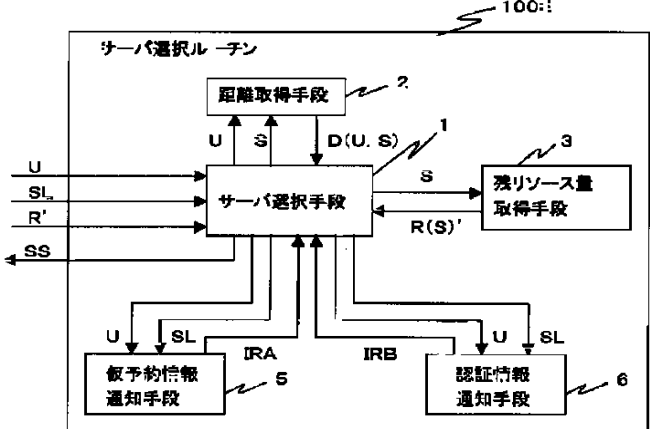 サーバ選択ル－チン
距離取得手段
2
U
S
D(U, S)
1
U
SL
R'
SS
サーバ選択手段
S
R(S)'
3
残リソース量
取得手段
U
SL
IRA
IRB
U
SL
仮予約情報
通知手段
5
認証情報
通知手段
6